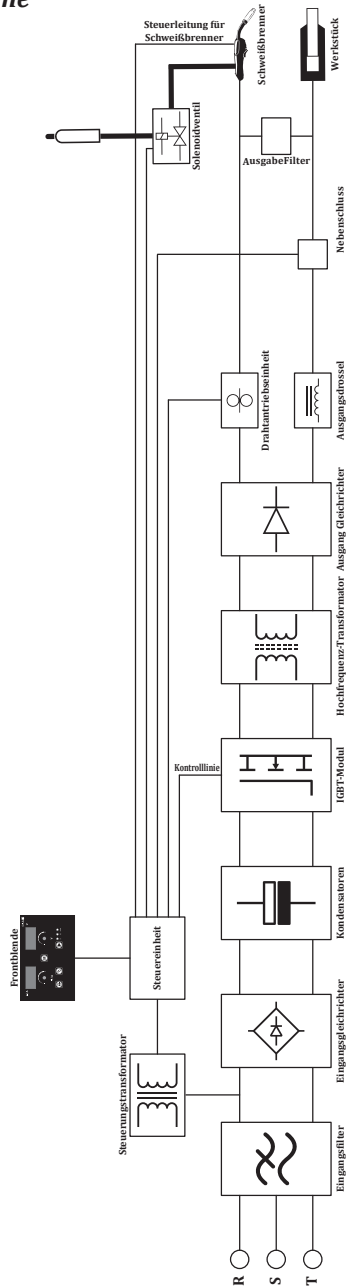 ne
Frontblende
Steuerungstransformator
Steuereinheit
Kontrolllinie
Solenoidventil
Steuerleitung für
Schweißbrenner
Schweißbrenner
Werkstück
AusgabeFilter
Nebenschluss
Drahtantriebseinheit
Ausgangsdrossel
R
S
T
Eingangsfilter
Eingangsgleichrichter
Kondensatoren
IGBT-Modul
Hochfrequenz-Transformator
Ausgang Gleichrichter